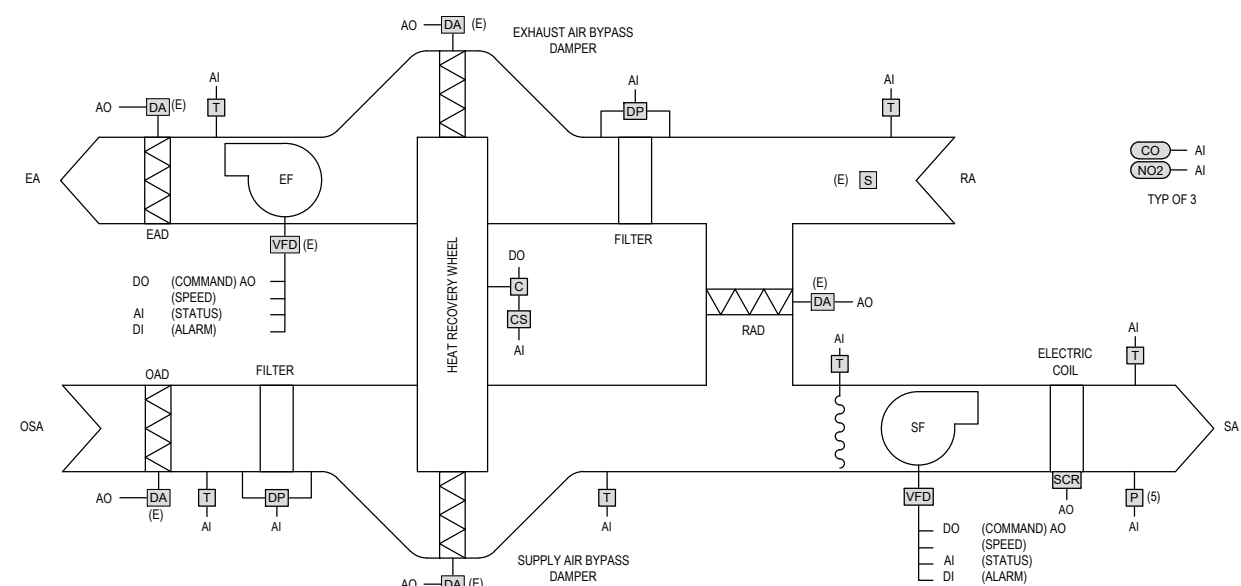 AO DA (E)
EXHAUST AIR BYPASS
DAMPER
AI
AO DA (E)
T
AI
DP
AI
T
CO AI
NO2 AI
TYP OF 3
EA
EF
(E) S
RA
EAD
VFD (E)
FILTER
DO (COMMAND) AO
(SPEED)
AI (STATUS)
DI (ALARM)
HEAT RECOVERY WHEEL
DO
C
CS
AI
(E)
DA AO
RAD
AI
T
ELECTRIC
COIL
AI
T
OAD
FILTER
OSA
SF
SA
AO DA
(E)
T
AI
DP
AI
T
AI
VFD
SCR
AO
P (5)
AI
DO (COMMAND) AO
(SPEED)
AI (STATUS)
DI (ALARM)
SUPPLY AIR BYPASS
DAMPER
AO DA (E)